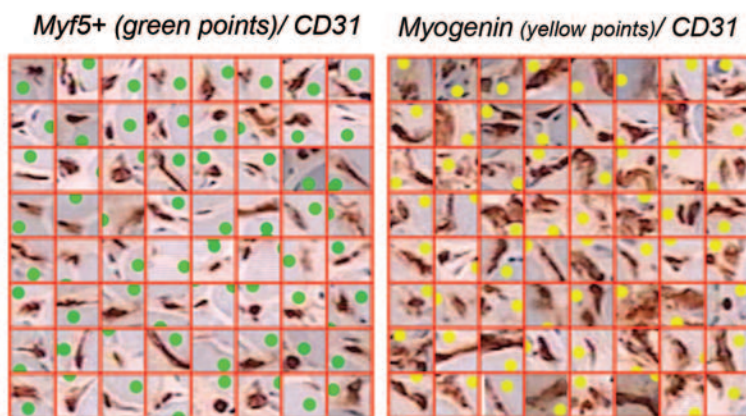 Myf5+ (green points)/ CD31
Myogenin (yellow points)/ CD31